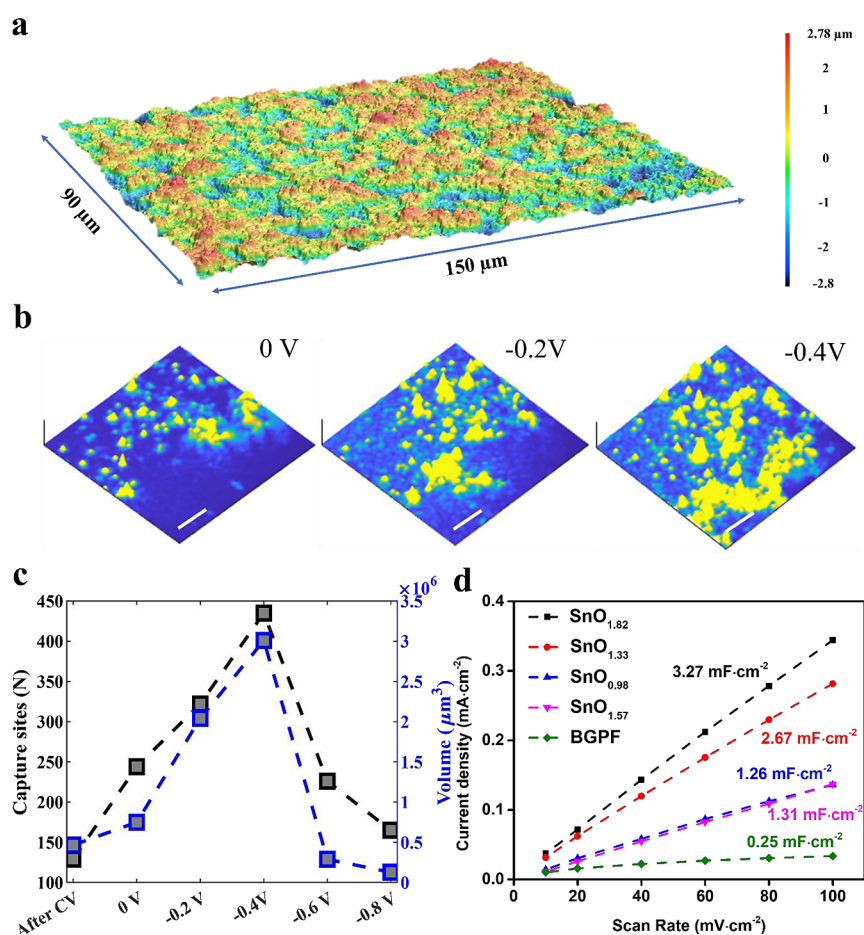 a
2.78 µm
2
1
0
-1
-2
-2.8
90 µm
150 µm
b
0 V
-0.2V
-0.4V
c
×10⁶
450
400
350
300
250
200
150
100
Capture sites (N)
3.5
3
2.5
2
1.5
1
0.5
0
Volume (μm³)
After CV
0 V
-0.2 V
-0.4V
-0.6 V
-0.8 V
d
0.4
0.3
0.2
0.1
0.0
Current density (mA·cm⁻²)
SnO₁.₈₂
SnO₁.₃₃
SnO₀.₉₈
SnO₁.₅₇
BGPF
3.27 mF·cm⁻²
2.67 mF·cm⁻²
1.26 mF·cm⁻²
1.31 mF·cm⁻²
0.25 mF·cm⁻²
0
20
40
60
80
100
Scan Rate (mV·cm⁻²)